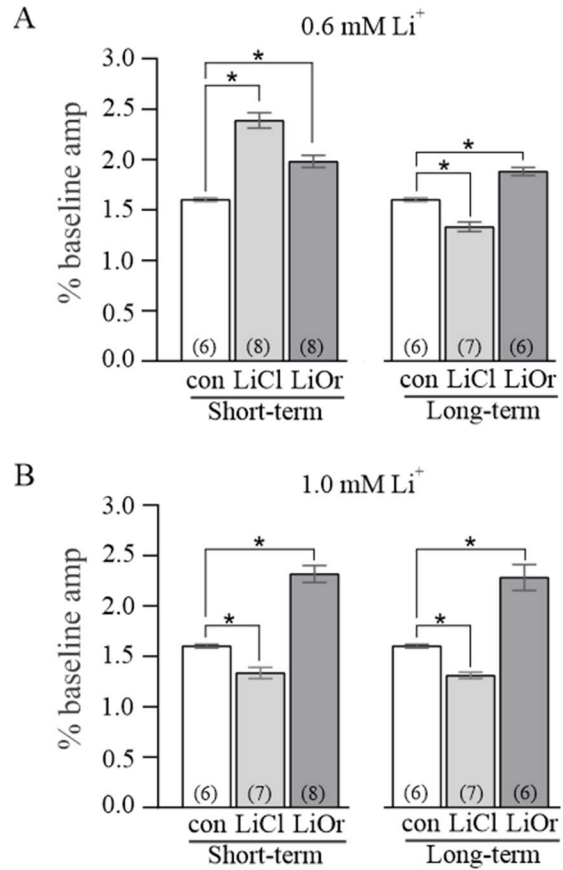 A
0.6 mM Li⁺
% baseline amp
3.0
2.5
2.0
1.5
1.0
0.5
0.0
* * * *
(6) (8) (8) (6) (7) (6)
con LiCl LiOr con LiCl LiOr
Short-term Long-term
B
1.0 mM Li⁺
% baseline amp
3.0
2.5
2.0
1.5
1.0
0.5
0.0
* * * *
(6) (7) (8) (6) (7) (6)
con LiCl LiOr con LiCl LiOr
Short-term Long-term